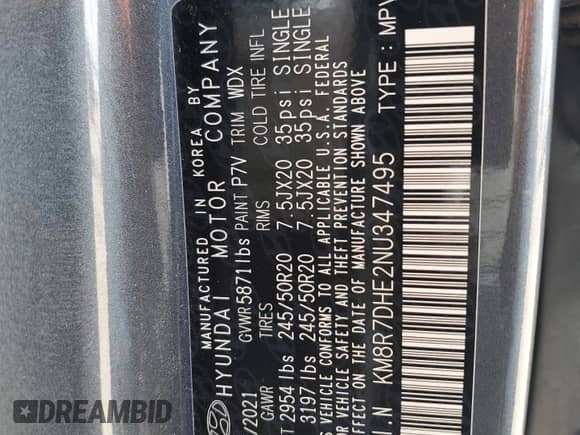 MANUFACTURED IN KOREA BY
HYUNDAI MOTOR COMPANY
/2021 GVWR 5871 lbs PAINT P7V TRIM WDX
GAWR TIRES RIMS COLD TIRE INFL
T 2954 lbs 245/50R20 7.5JX20 35psi SINGLE
3197 lbs 245/50R20 7.5JX20 35psi SINGLE
VEHICLE CONFORMS TO ALL APPLICABLE U.S.A. FEDERAL
VEHICLE SAFETY AND THEFT PREVENTION STANDARDS
EFFECT ON THE DATE OF MANUFACTURE SHOWN ABOVE
I.N KM8R7DHE2NU347495 TYPE : MPV
DREAMBID